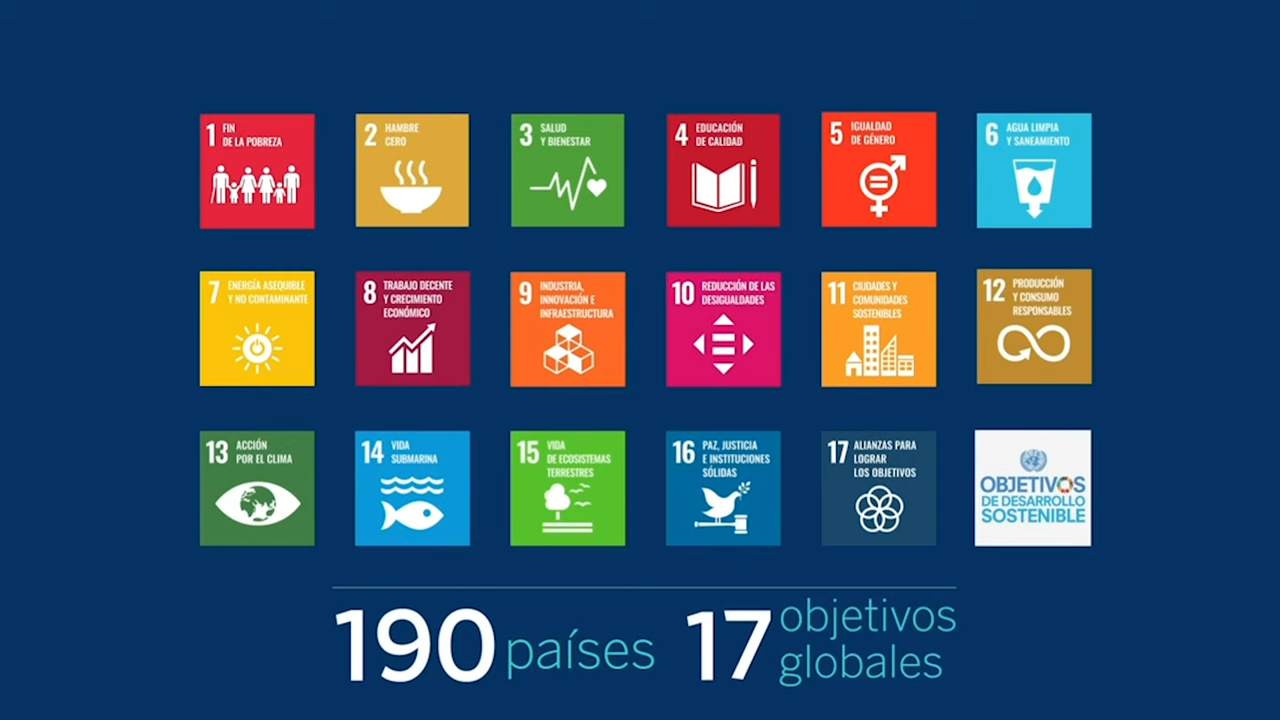 1 FIN
DE LA POBREZA
2 HAMBRE
CERO
3 SALUD
Y BIENESTAR
4 EDUCACIÓN
DE CALIDAD
5 IGUALDAD
DE GÉNERO
6 AGUA LIMPIA
Y SANEAMIENTO
7 ENERGÍA ASEQUIBLE
Y NO CONTAMINANTE
8 TRABAJO DECENTE
Y CRECIMIENTO
ECONÓMICO
9 INDUSTRIA,
INNOVACIÓN E
INFRAESTRUCTURA
10 REDUCCIÓN DE LAS
DESIGUALDADES
11 CIUDADES Y
COMUNIDADES
SOSTENIBLES
12 PRODUCCIÓN
Y CONSUMO
RESPONSABLES
13 ACCIÓN
POR EL CLIMA
14 VIDA
SUBMARINA
15 VIDA
DE ECOSISTEMAS
TERRESTRES
16 PAZ, JUSTICIA
E INSTITUCIONES
SÓLIDAS
17 ALIANZAS PARA
LOGRAR
LOS OBJETIVOS
OBJETIVOS
DE DESARROLLO
SOSTENIBLE
190 países
17 objetivos
globales